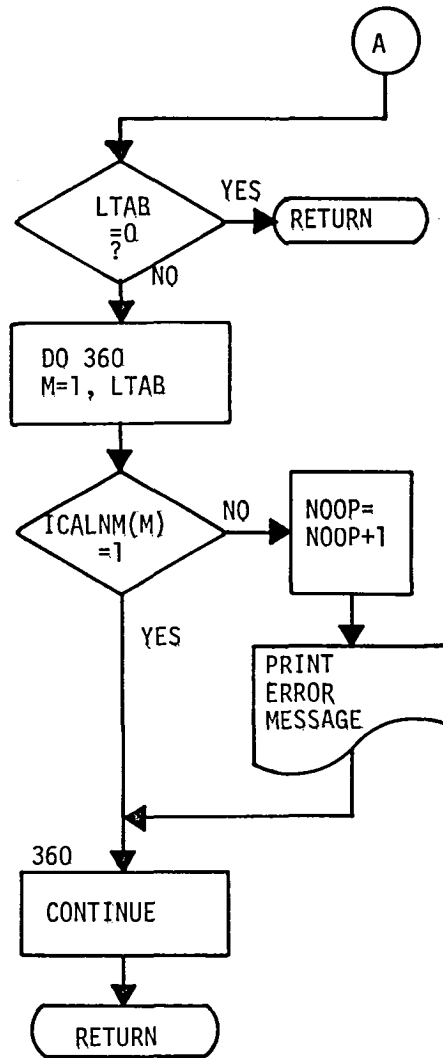 A
LTAB
=0
?
YES
RETURN
NO
DO 360
M=1, LTAB
ICALNM(M)
=1
NO
NOOP=
NOOP+1
YES
PRINT
ERROR
MESSAGE
360
CONTINUE
RETURN